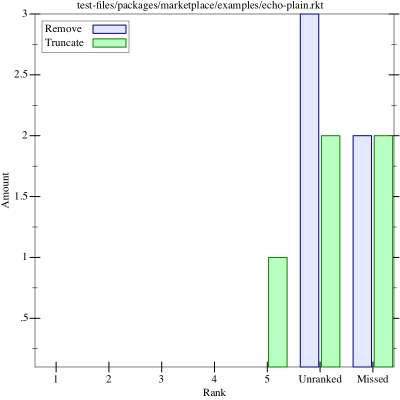 test-files/packages/marketplace/examples/echo-plain.rkt
Remove
Truncate
3
2.5
2
1.5
1
.5
Amount
1 2 3 4 5 Unranked Missed
Rank